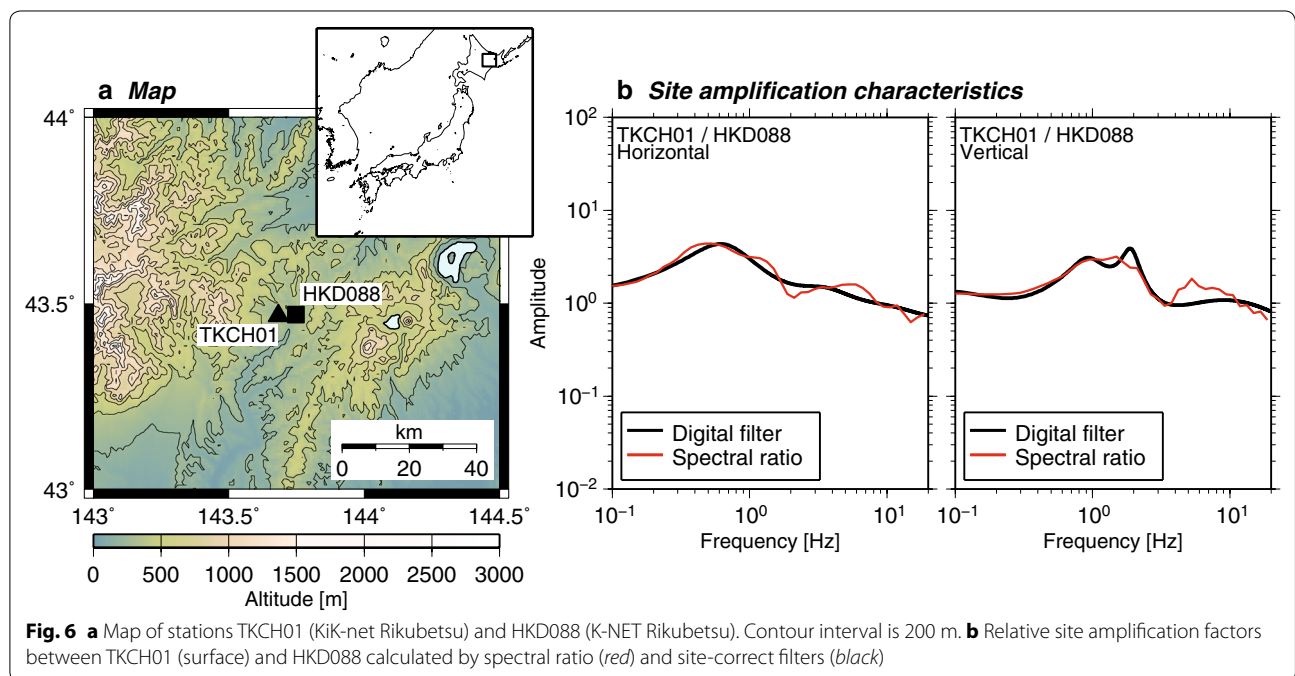 a Map
44˚
43.5˚
43˚
143˚ 143.5˚ 144˚ 144.5˚
HKD088
TKCH01
km
0 20 40
0 500 1000 1500 2000 2500 3000
Altitude [m]
b Site amplification characteristics
TKCH01 / HKD088
Horizontal
10² 
10¹
10⁰
10⁻¹
10⁻²
Amplitude
Digital filter
Spectral ratio
10⁻¹ 10⁰ 10¹
Frequency [Hz]
TKCH01 / HKD088
Vertical
Digital filter
Spectral ratio
10⁻¹ 10⁰ 10¹
Frequency [Hz]
Fig. 6 a Map of stations TKCH01 (KiK-net Rikubetsu) and HKD088 (K-NET Rikubetsu). Contour interval is 200 m. b Relative site amplification factors
between TKCH01 (surface) and HKD088 calculated by spectral ratio (red) and site-correct filters (black)